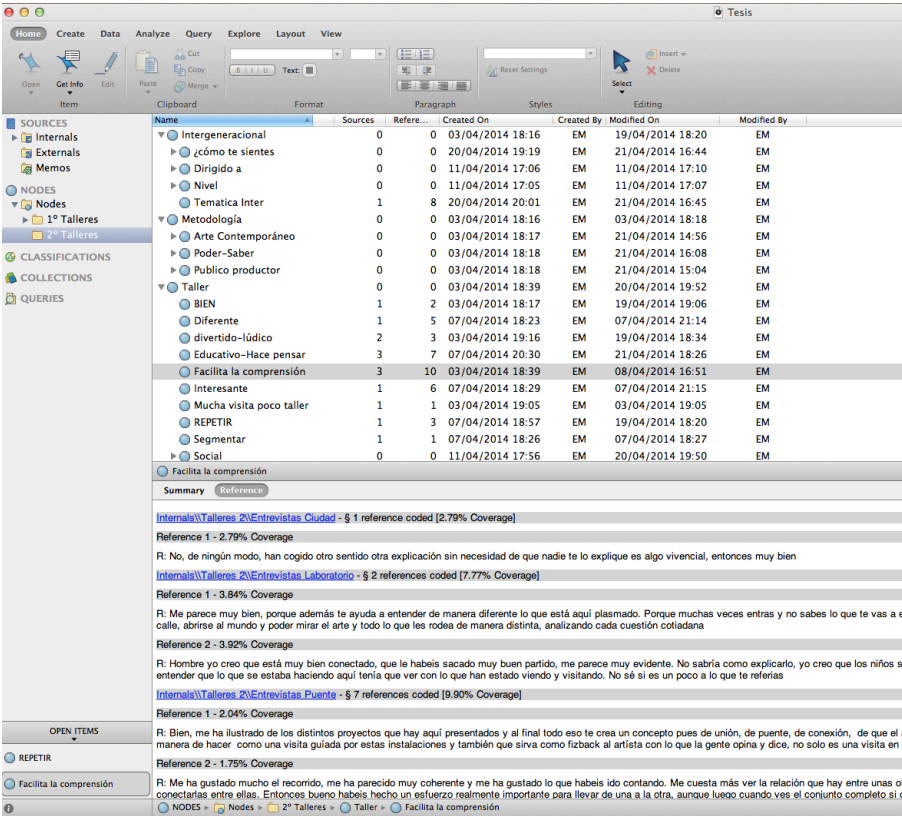 Tesis
Home Create Data Analyze Query Explore Layout View
Open Get Info Edit Paste Cut Copy Merge B I U Text: Reset Settings Select Insert Delete
Item Clipboard Format Paragraph Styles Editing
SOURCES
Internals
Externals
Memos
NODES
Nodes
1º Talleres
2º Talleres
CLASSIFICATIONS
COLLECTIONS
QUERIES
Name Sources Refere... Created On Created By Modified On Modified By
Intergeneracional 0 0 03/04/2014 18:16 EM 19/04/2014 18:20 EM
¿cómo te sientes 0 0 20/04/2014 19:19 EM 21/04/2014 16:44 EM
Dirigido a 0 0 11/04/2014 17:06 EM 11/04/2014 17:10 EM
Nivel 0 0 11/04/2014 17:05 EM 11/04/2014 17:07 EM
Tematica Inter 1 8 20/04/2014 20:01 EM 21/04/2014 16:45 EM
Metodología 0 0 03/04/2014 18:16 EM 03/04/2014 18:18 EM
Arte Contemporáneo 0 0 03/04/2014 18:17 EM 21/04/2014 14:56 EM
Poder-Saber 0 0 03/04/2014 18:18 EM 21/04/2014 16:08 EM
Publico productor 0 0 03/04/2014 18:18 EM 21/04/2014 15:04 EM
Taller 0 0 03/04/2014 18:39 EM 20/04/2014 19:52 EM
BIEN 1 2 03/04/2014 18:17 EM 19/04/2014 19:06 EM
Diferente 1 5 07/04/2014 18:23 EM 07/04/2014 21:14 EM
divertido-lúdico 2 3 03/04/2014 19:16 EM 19/04/2014 18:34 EM
Educativo-Hace pensar 3 7 07/04/2014 20:30 EM 21/04/2014 18:26 EM
Facilita la comprensión 3 10 03/04/2014 18:39 EM 08/04/2014 16:51 EM
Interesante 1 6 07/04/2014 18:29 EM 07/04/2014 21:15 EM
Mucha visita poco taller 1 1 03/04/2014 19:05 EM 03/04/2014 19:05 EM
REPETIR 1 3 07/04/2014 18:57 EM 19/04/2014 18:20 EM
Segmentar 1 1 07/04/2014 18:26 EM 07/04/2014 18:27 EM
Social 0 0 11/04/2014 17:56 EM 20/04/2014 19:50 EM
Facilita la comprensión
Summary Reference
Internals\\Talleres 2\\Entrevistas Ciudad - § 1 reference coded [2.79% Coverage]
Reference 1 - 2.79% Coverage
R: No, de ningún modo, han cogido otro sentido otra explicación sin necesidad de que nadie te lo explique es algo vivencial, entonces muy bien
Internals\\Talleres 2\\Entrevistas Laboratorio - § 2 references coded [7.77% Coverage]
Reference 1 - 3.84% Coverage
R: Me parece muy bien, porque además te ayuda a entender de manera diferente lo que está aquí plasmado. Porque muchas veces entras y no sabes lo que te vas a
calle, abrirse al mundo y poder mirar el arte y todo lo que les rodea de manera distinta, analizando cada cuestión cotiadana
Reference 2 - 3.92% Coverage
R: Hombre yo creo que está muy bien conectado, que le habeis sacado muy buen partido, me parece muy evidente. No sabría como explicarlo, yo creo que los niños
entender que lo que se estaba haciendo aquí tenía que ver con lo que han estado viendo y visitando. No sé si es un poco a lo que te referias
Internals\\Talleres 2\\Entrevistas Puente - § 7 references coded [9.90% Coverage]
Reference 1 - 2.04% Coverage
R: Bien, me ha ilustrado de los distintos proyectos que hay aquí presentados y al final todo eso te crea un concepto pues de unión, de puente, de conexión, de que el
manera de hacer como una visita guíada por estas instalaciones y también que sirva como fizback al artísta con lo que la gente opina y dice, no solo es una visita en
Reference 2 - 1.75% Coverage
R: Me ha gustado mucho el recorrido, me ha parecido muy coherente y me ha gustado lo que habeis ido contando. Me cuesta más ver la relación que hay entre unas
conectarlas entre ellas. Entonces bueno habeis hecho un esfuerzo realmente importante para llevar de una a la otra, aunque luego cuando ves el conjunto completo si
OPEN ITEMS
REPETIR
Facilita la comprensión
NODES Nodes 2º Talleres Taller Facilita la comprensión